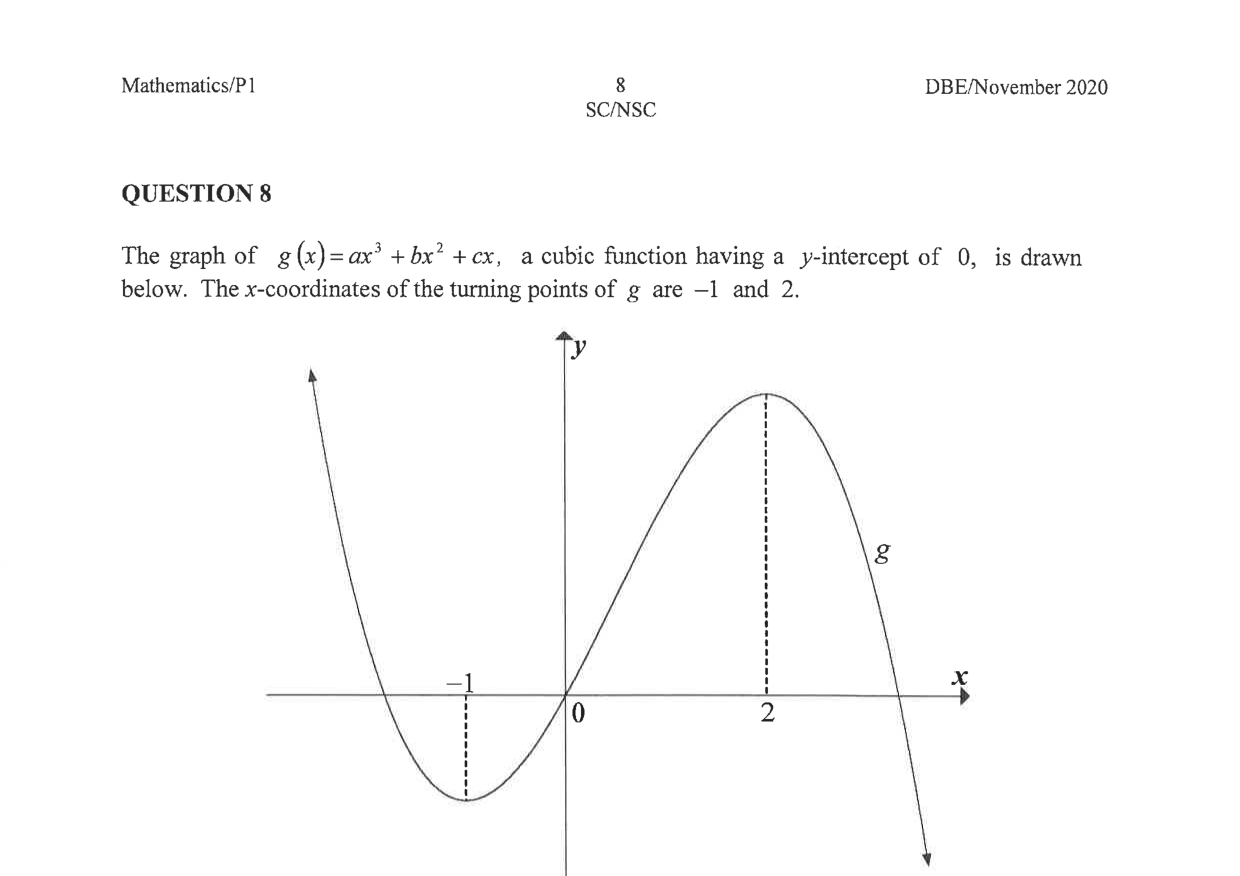 Mathematics/P1 8 DBE/November 2020
SC/NSC
QUESTION 8
The graph of g(x) = ax³ + bx² + cx, a cubic function having a y-intercept of 0, is drawn
below. The x-coordinates of the turning points of g are –1 and 2.
y
g
–1 x
0 2